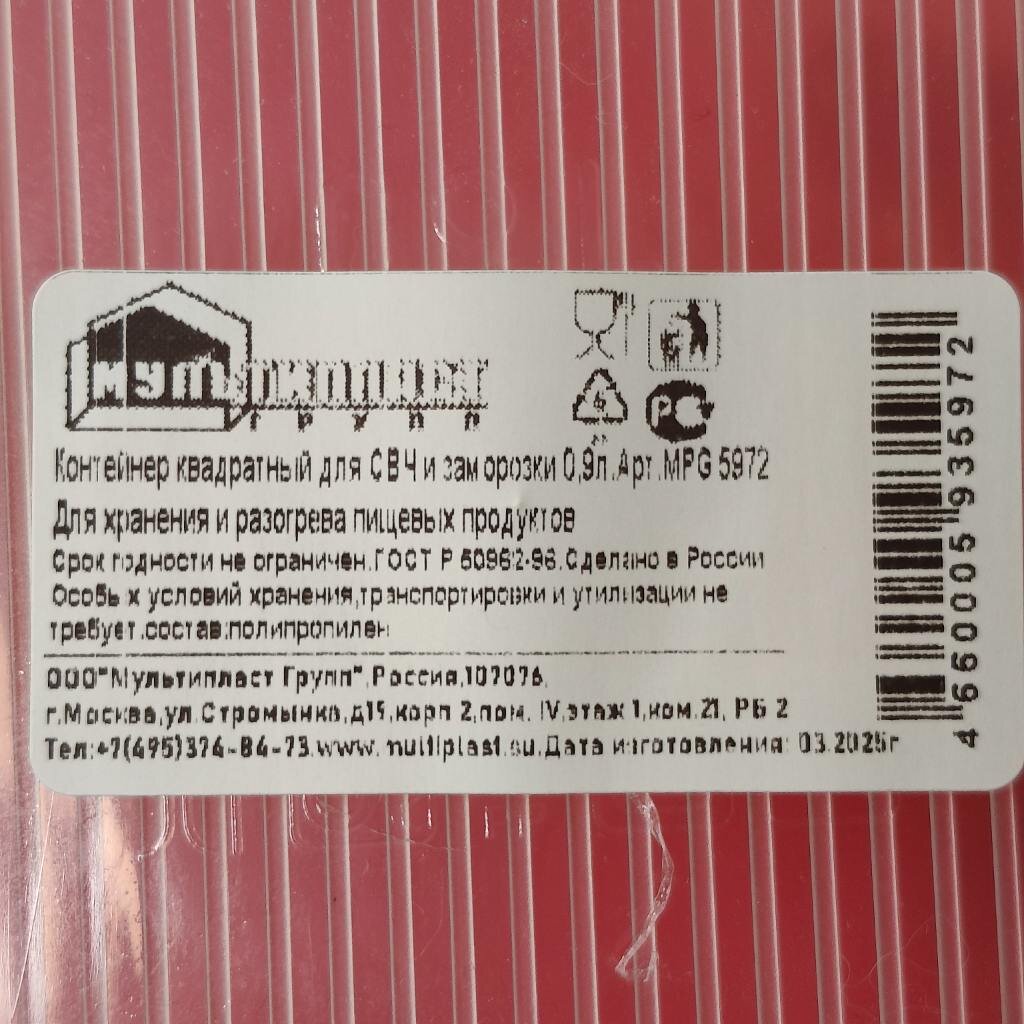 МУЛЬТИПЛАСТ
ГРУПП
Контейнер квадратный для СВЧ и заморозки 0,9л.Арт.MPG 5972
Для хранения и разогрева пищевых продуктов
Срок годности не ограничен.ГОСТ Р 50962-96.Сделано в России
Особых условий хранения,транспортировки и утилизации не
требует.состав:полипропилен
ООО"Мультипласт Групп",Россия,107076,
г.Москва,ул.Стромынка,д19,корп 2,пом. IV,этаж 1,ком.21, РБ 2
Тел:+7(495)374-84-73.www. multiplast.su.Дата изготовления: 03.2025г
5
РС
4 660005 935972